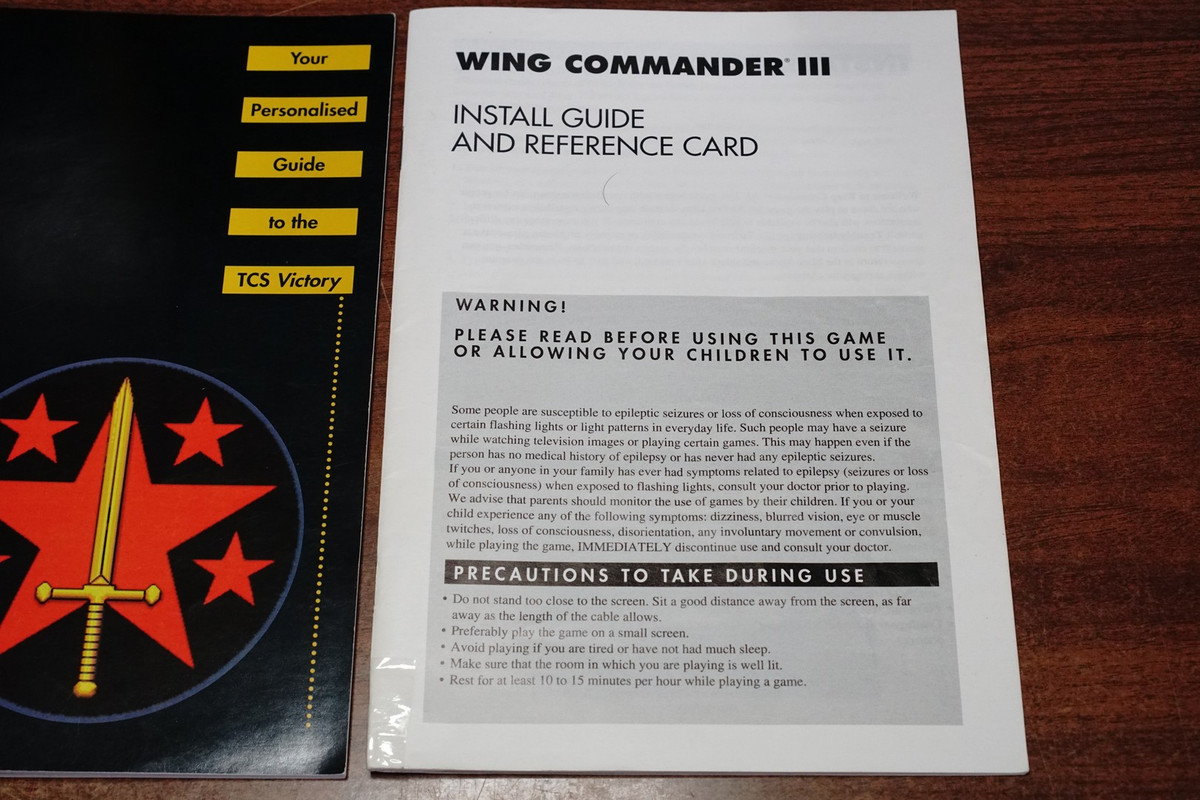 Your
Personalised
Guide
to the
TCS Victory
WING COMMANDER® III
INSTALL GUIDE
AND REFERENCE CARD
WARNING!
PLEASE READ BEFORE USING THIS GAME
OR ALLOWING YOUR CHILDREN TO USE IT.
Some people are susceptible to epileptic seizures or loss of consciousness when exposed to
certain flashing lights or light patterns in everyday life. Such people may have a seizure
while watching television images or playing certain games. This may happen even if the
person has no medical history of epilepsy or has never had any epileptic seizures.
If you or anyone in your family has ever had symptoms related to epilepsy (seizures or loss
of consciousness) when exposed to flashing lights, consult your doctor prior to playing.
We advise that parents should monitor the use of games by their children. If you or your
child experience any of the following symptoms: dizziness, blurred vision, eye or muscle
twitches, loss of consciousness, disorientation, any involuntary movement or convulsion,
while playing the game, IMMEDIATELY discontinue use and consult your doctor.
PRECAUTIONS TO TAKE DURING USE
• Do not stand too close to the screen. Sit a good distance away from the screen, as far
away as the length of the cable allows.
• Preferably play the game on a small screen.
• Avoid playing if you are tired or have not had much sleep.
• Make sure that the room in which you are playing is well lit.
• Rest for at least 10 to 15 minutes per hour while playing a game.